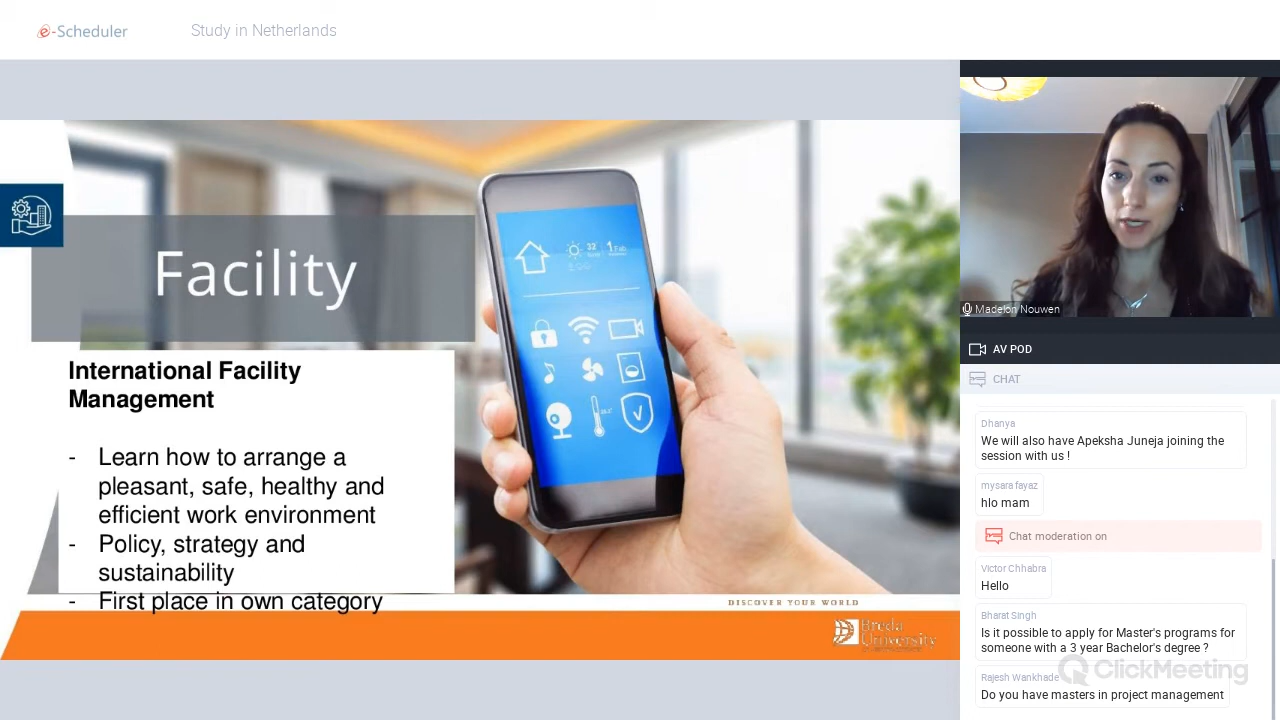 e-Scheduler
Study in Netherlands
Facility
International Facility
Management
- Learn how to arrange a
pleasant, safe, healthy and
efficient work environment
- Policy, strategy and
sustainability
- First place in own category
DISCOVER YOUR WORLD
Breda
University
Madelon Nouwen
AV POD
CHAT
Dhanya
We will also have Apeksha Juneja joining the
session with us !
mysara fayaz
hlo mam
Chat moderation on
Victor Chhabra
Hello
Bharat Singh
Is it possible to apply for Master's programs for
someone with a 3 year Bachelor's degree ?
Rajesh Wankhade
Do you have masters in project management
ClickMeeting